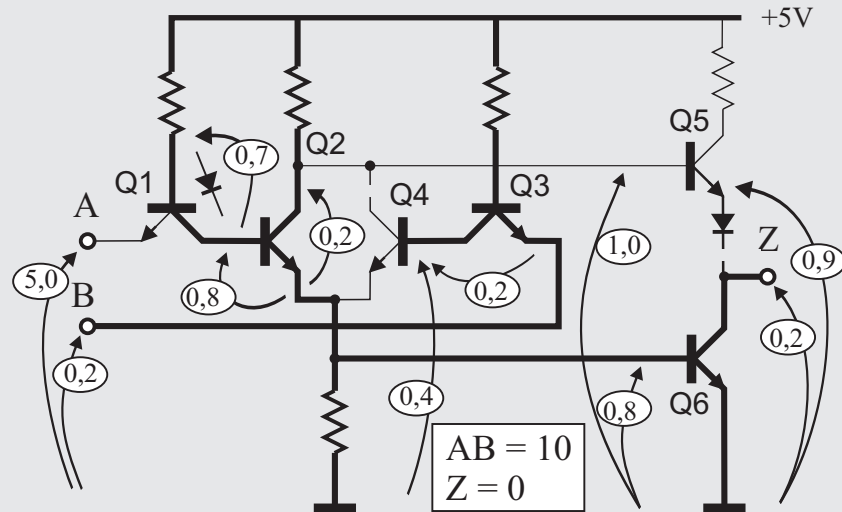 +5V
Q5
0,7
Q2
Q1
Q4
Q3
A
0,2
1,0
Z
0,9
5,0
B
0,8
0,2
0,2
0,2
0,4
0,8
Q6
AB = 10
Z = 0